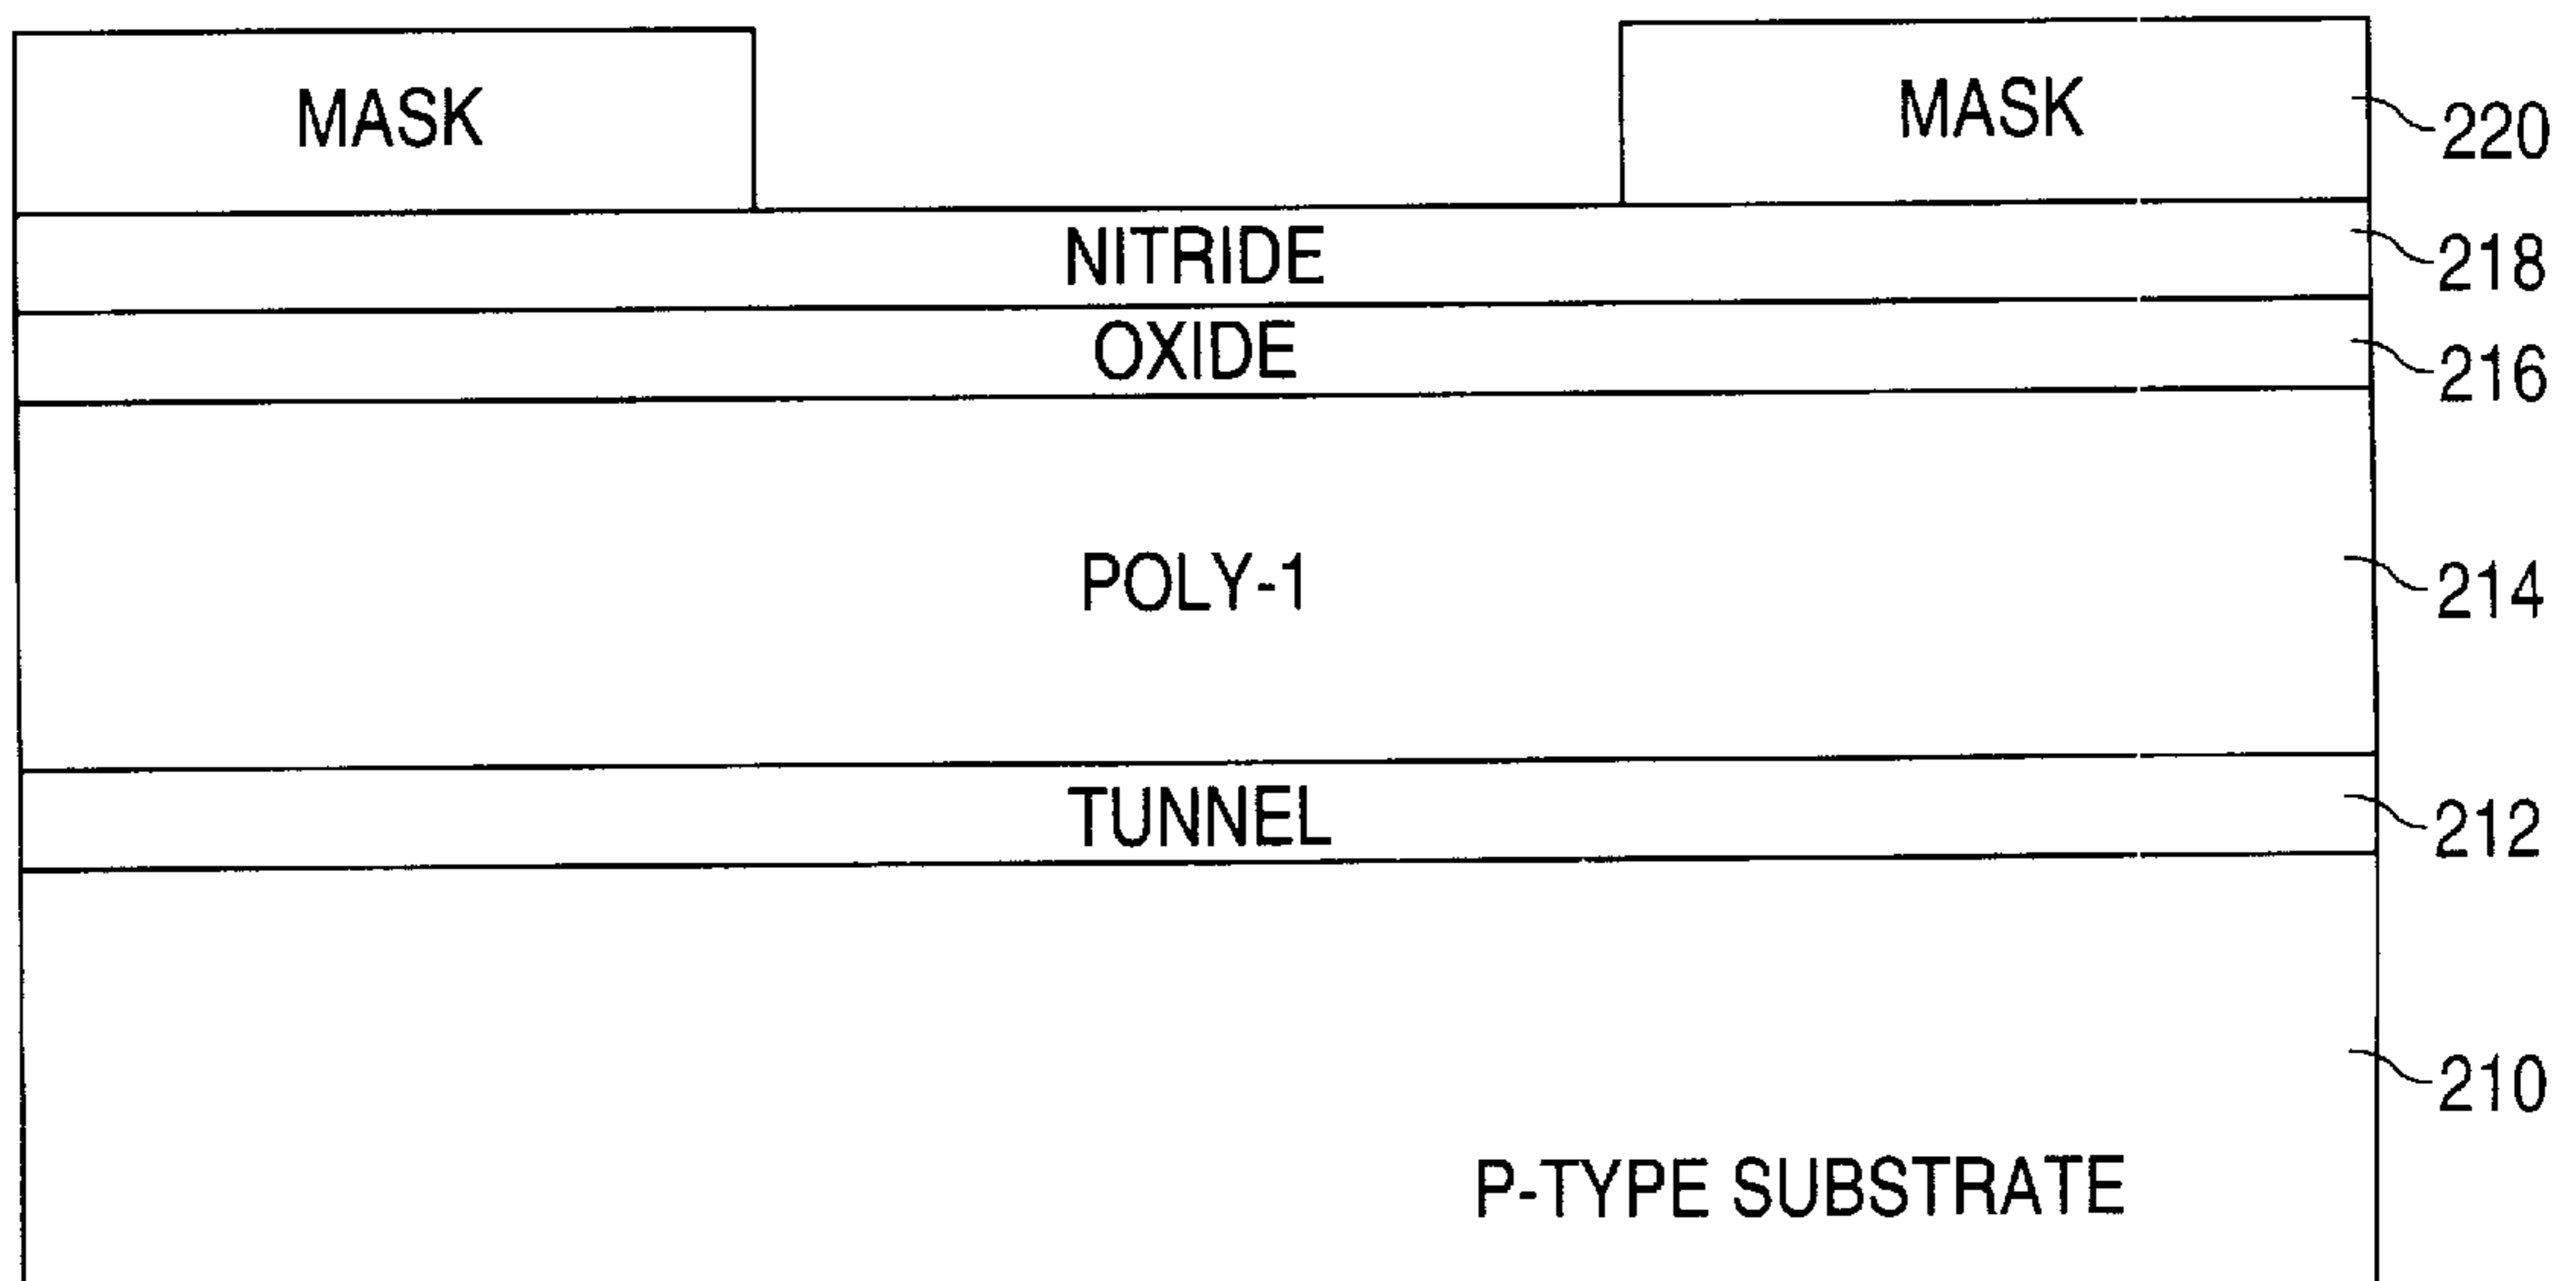 MASK
MASK
220
NITRIDE
218
OXIDE
216
POLY-1
214
TUNNEL
212
210
P-TYPE SUBSTRATE